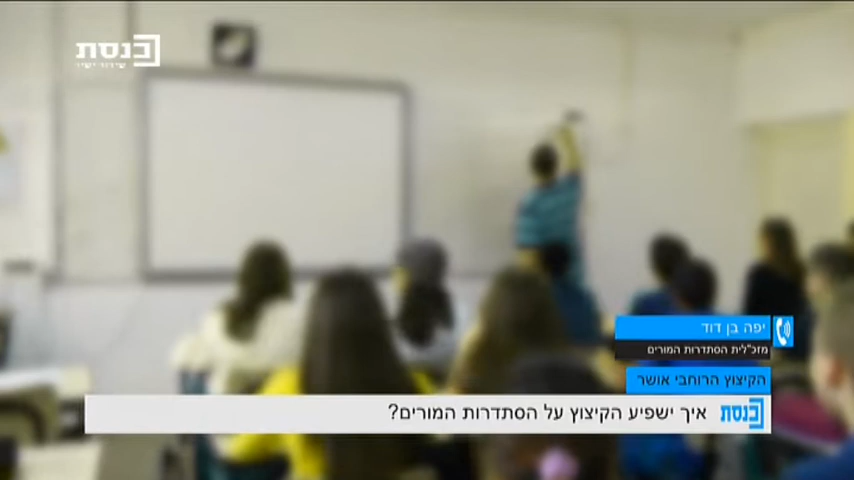 כנסת
שידור ישיר
יפה בן דוד
מזכ"לית הסתדרות המורים
הקיצוץ הרוחבי אושר
כנסת איך ישפיע הקיצוץ על הסתדרות המורים?